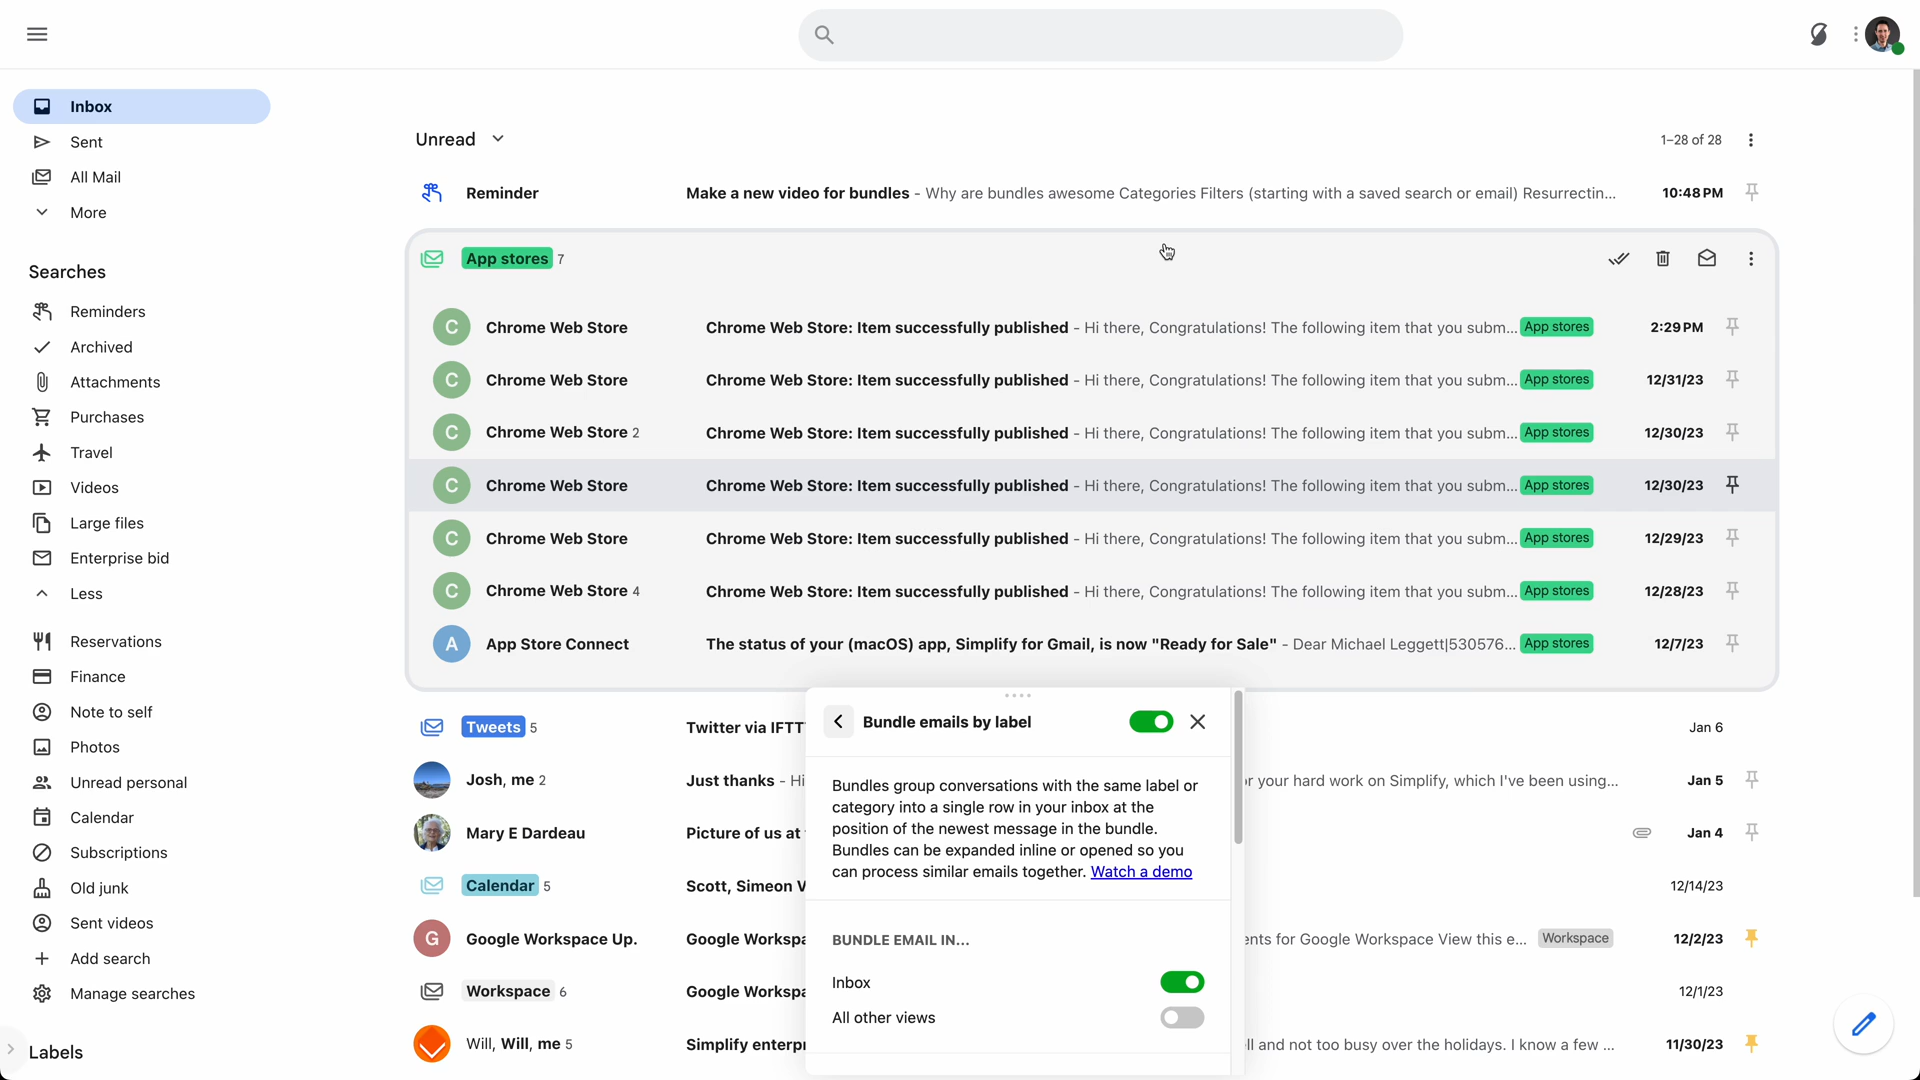 Inbox
Sent
All Mail
More
Searches
Reminders
Archived
Attachments
Purchases
Travel
Videos
Large files
Enterprise bid
Less
Reservations
Finance
Note to self
Photos
Unread personal
Calendar
Subscriptions
Old junk
Sent videos
Add search
Manage searches
Labels
Unread
1–28 of 28
Reminder Make a new video for bundles - Why are bundles awesome Categories Filters (starting with a saved search or email) Resurrectin... 10:48 PM
App stores 7
C Chrome Web Store Chrome Web Store: Item successfully published - Hi there, Congratulations! The following item that you subm... App stores 2:29 PM
C Chrome Web Store Chrome Web Store: Item successfully published - Hi there, Congratulations! The following item that you subm... App stores 12/31/23
C Chrome Web Store 2 Chrome Web Store: Item successfully published - Hi there, Congratulations! The following item that you subm... App stores 12/30/23
C Chrome Web Store Chrome Web Store: Item successfully published - Hi there, Congratulations! The following item that you subm... App stores 12/30/23
C Chrome Web Store Chrome Web Store: Item successfully published - Hi there, Congratulations! The following item that you subm... App stores 12/29/23
C Chrome Web Store 4 Chrome Web Store: Item successfully published - Hi there, Congratulations! The following item that you subm... App stores 12/28/23
A App Store Connect The status of your (macOS) app, Simplify for Gmail, is now "Ready for Sale" - Dear Michael Leggett|530576... App stores 12/7/23
Tweets 5 Twitter via IFTT Jan 6
Josh, me 2 Just thanks - Hi r your hard work on Simplify, which I've been using... Jan 5
Mary E Dardeau Picture of us at Jan 4
Calendar 5 Scott, Simeon V 12/14/23
G Google Workspace Up. Google Workspa ents for Google Workspace View this e... Workspace 12/2/23
Workspace 6 Google Workspa 12/1/23
Will, Will, me 5 Simplify enterp ll and not too busy over the holidays. I know a few ... 11/30/23
Bundle emails by label
Bundles group conversations with the same label or
category into a single row in your inbox at the
position of the newest message in the bundle.
Bundles can be expanded inline or opened so you
can process similar emails together. Watch a demo
BUNDLE EMAIL IN...
Inbox
All other views